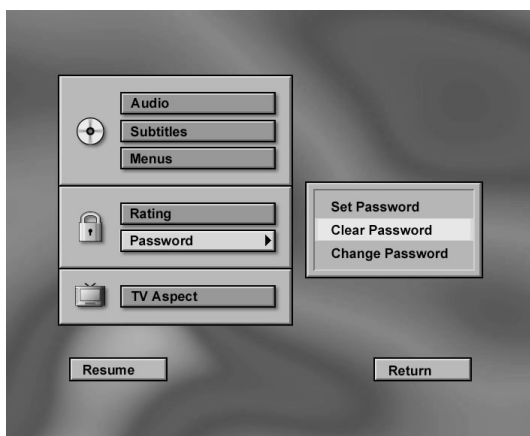 Audio
Subtitles
Menus
Rating
Password
TV Aspect
Set Password
Clear Password
Change Password
Resume
Return